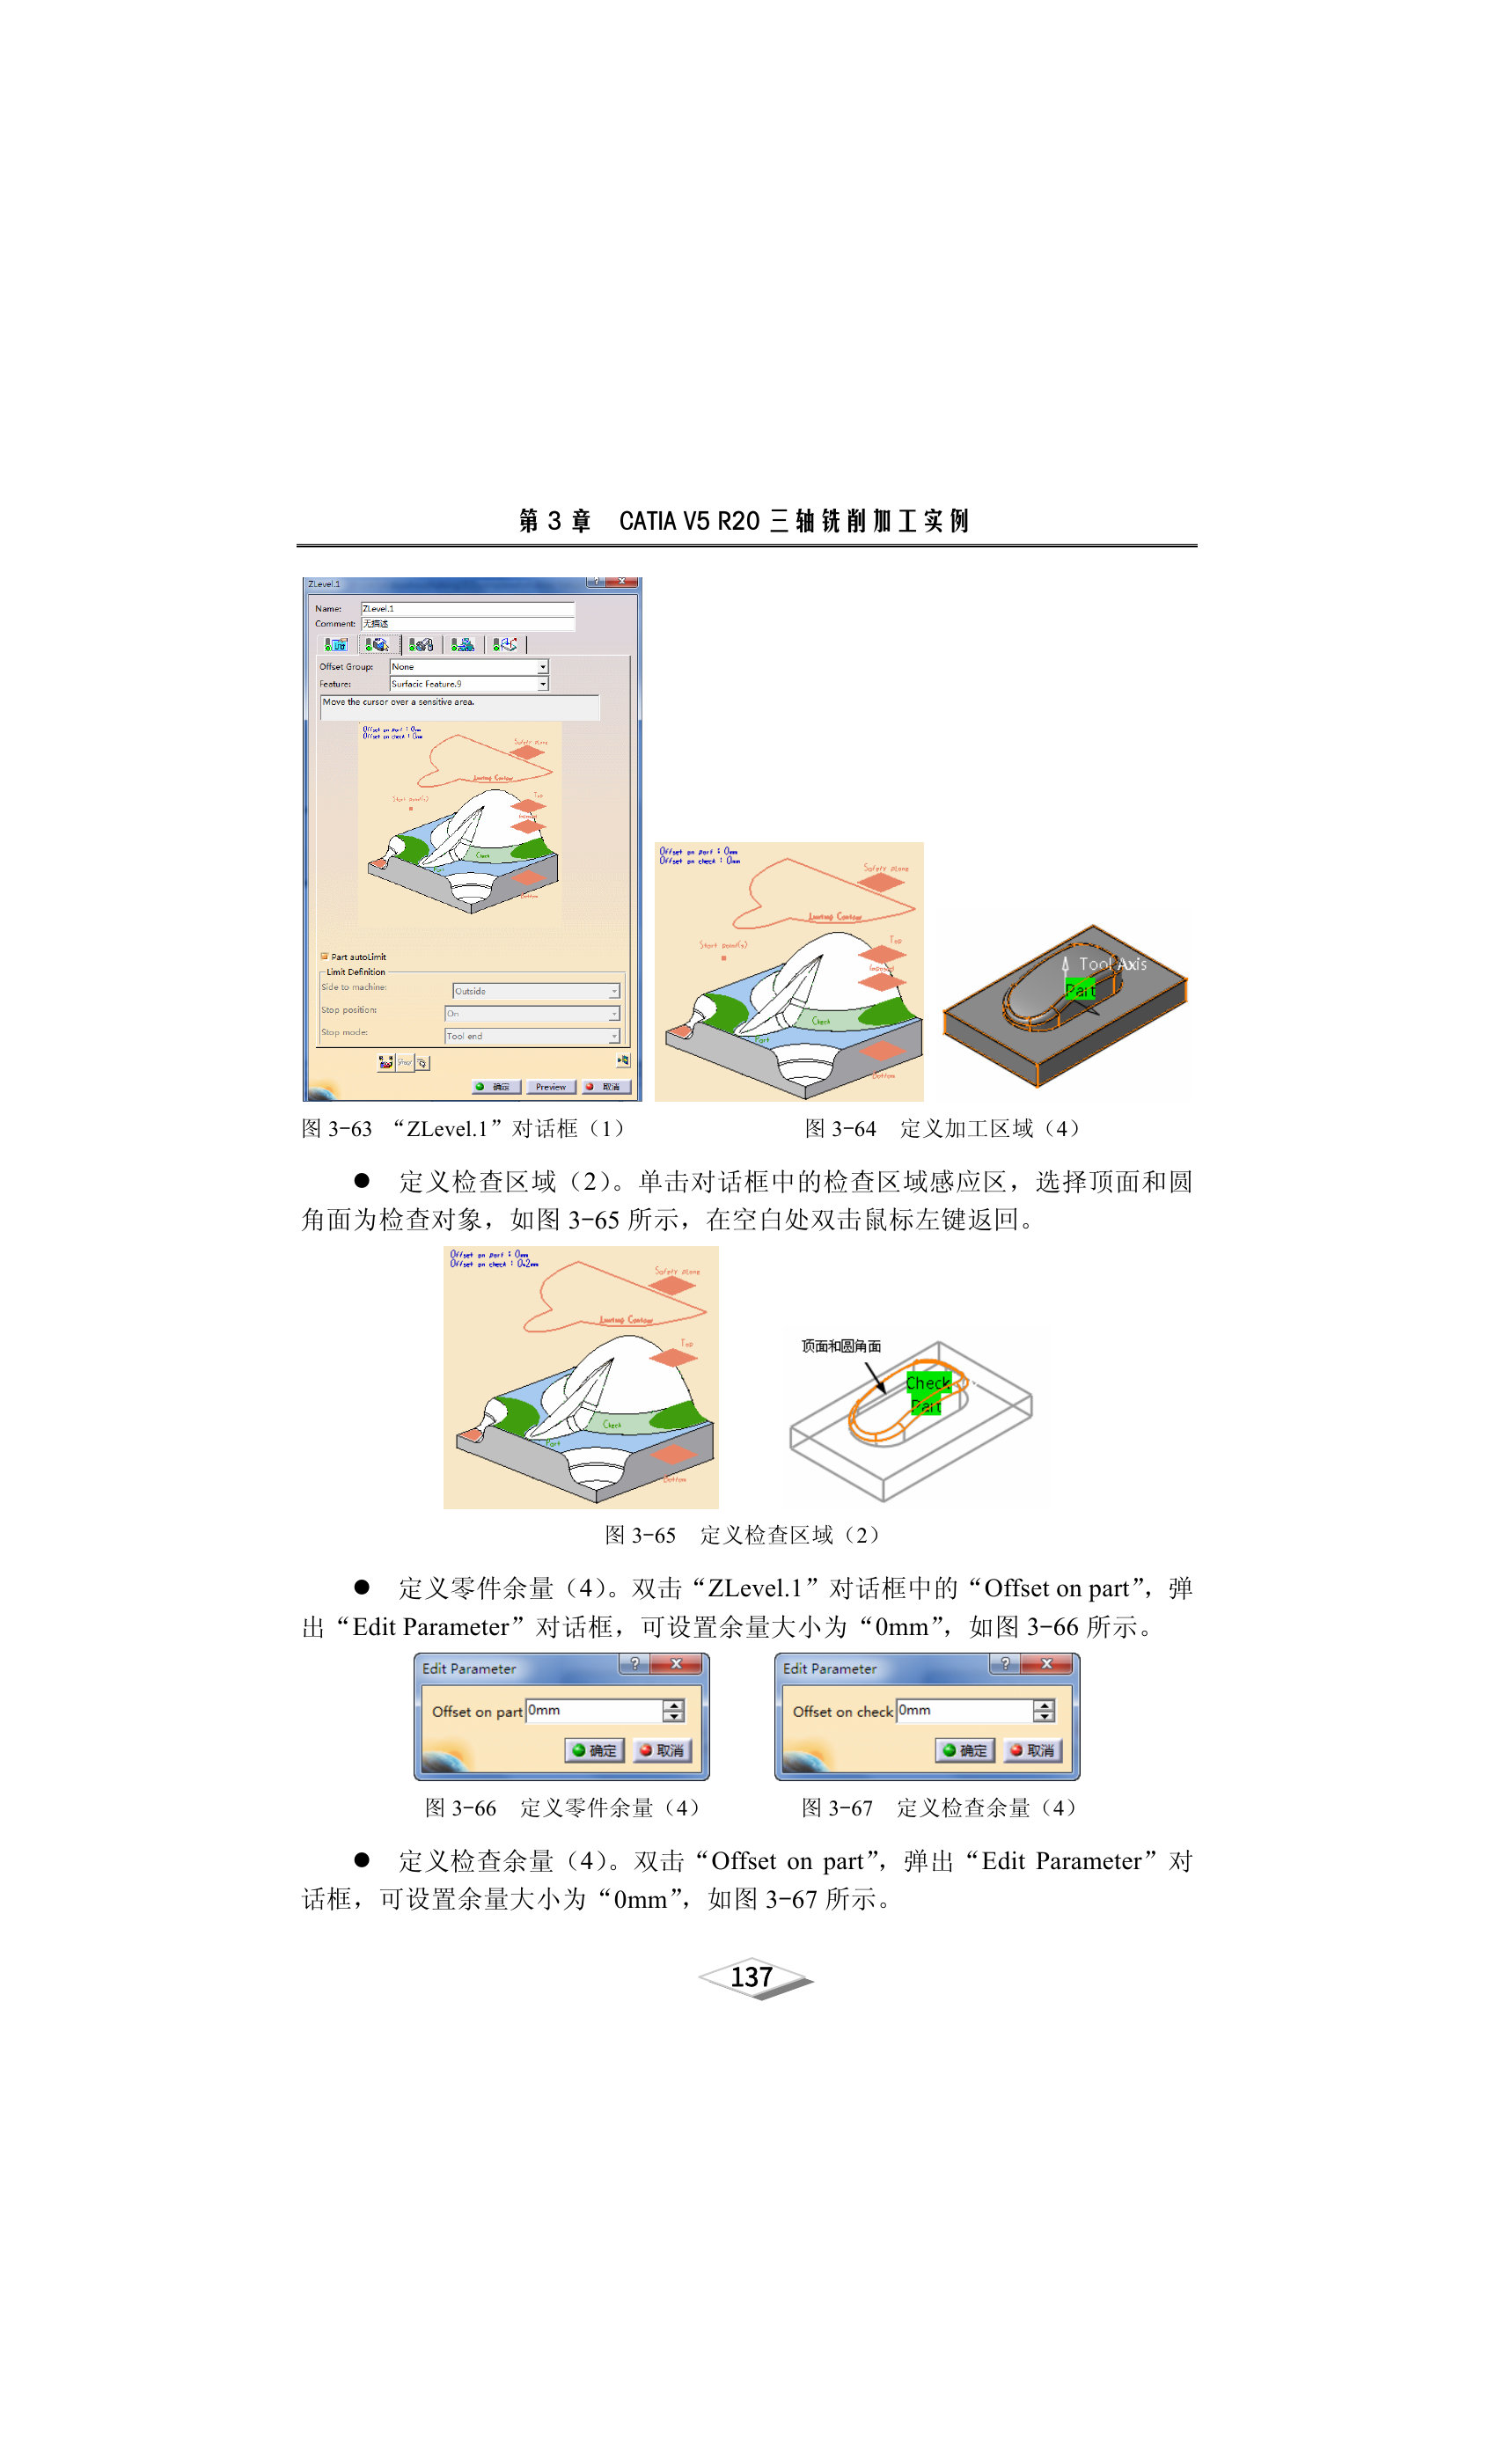 第 3 章 CATIA V5 R20 三轴铣削加工实例
ZLevel.1
Name: ZLevel.1
Comment: 无描述
Offset Group: None
Feature: Surfacic Feature.9
Move the cursor over a sensitive area.
Offset on part : 0mm
Offset on check : 0mm
Safety plane
Limiting Contour
Start point(s)
Top
Imposed
Check
Part
Bottom
Part autoLimit
Limit Definition
Side to machine: Outside
Stop position: On
Stop mode: Tool end
确定 Preview 取消
Offset on part : 0mm
Offset on check : 0mm
Safety plane
Limiting Contour
Start point(s)
Top
Imposed
Check
Part
Bottom
Tool Axis
Part
图 3-63 “ZLevel.1”对话框（1）
图 3-64 定义加工区域（4）
● 定义检查区域（2）。单击对话框中的检查区域感应区，选择顶面和圆
角面为检查对象，如图 3-65 所示，在空白处双击鼠标左键返回。
Offset on part : 0mm
Offset on check : 0.2mm
Safety plane
Limiting Contour
Top
Check
Part
Bottom
顶面和圆角面
Check
Part
图 3-65 定义检查区域（2）
● 定义零件余量（4）。双击“ZLevel.1”对话框中的“Offset on part”，弹
出“Edit Parameter”对话框，可设置余量大小为“0mm”，如图 3-66 所示。
Edit Parameter
Offset on part 0mm
确定 取消
Edit Parameter
Offset on check 0mm
确定 取消
图 3-66 定义零件余量（4）
图 3-67 定义检查余量（4）
● 定义检查余量（4）。双击“Offset on part”，弹出“Edit Parameter”对
话框，可设置余量大小为“0mm”，如图 3-67 所示。
137